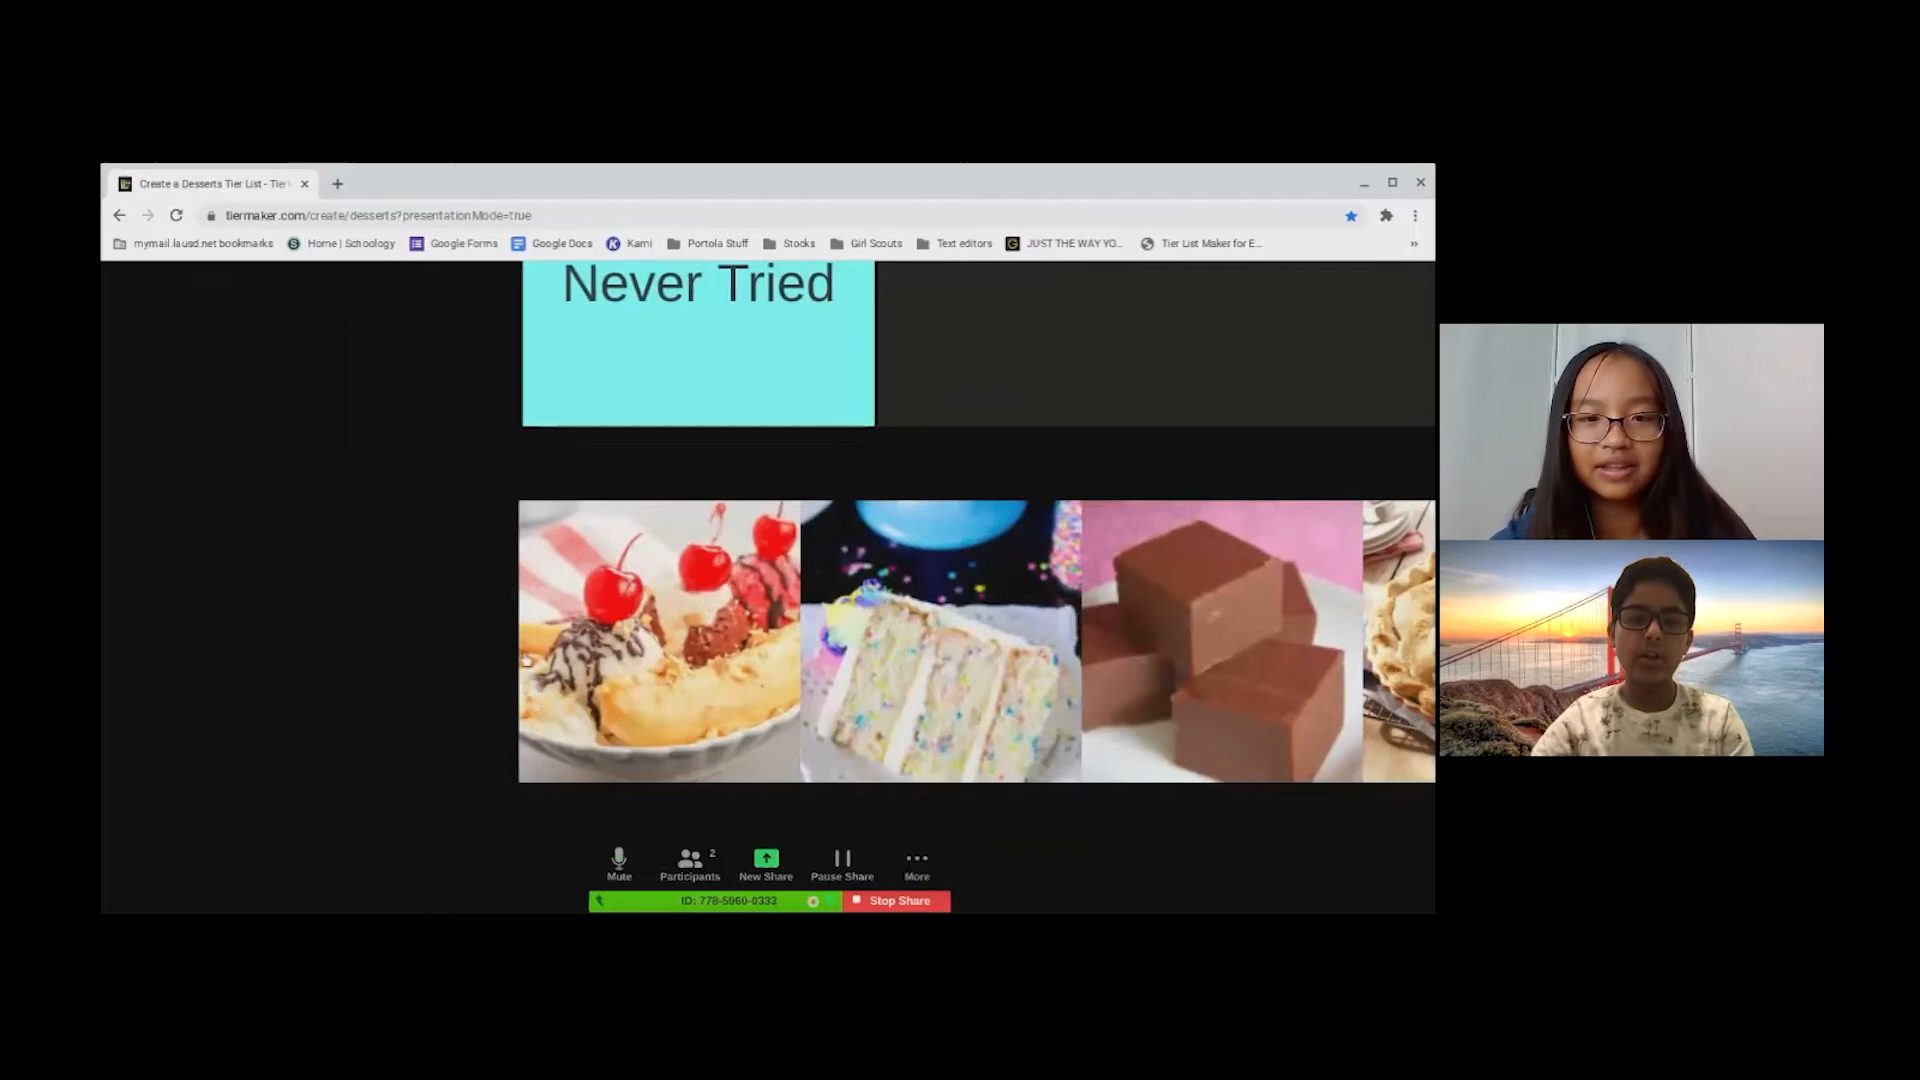 Create a Desserts Tier List - Tier
tiermaker.com/create/desserts?presentationMode=true
mymail.lausd.net bookmarks Home | Schoology Google Forms Google Docs Kami Portola Stuff Stocks Girl Scouts Text editors JUST THE WAY YO... Tier List Maker for E... »
Never Tried
2
Mute Participants New Share Pause Share More
ID: 778-5960-0333 Stop Share